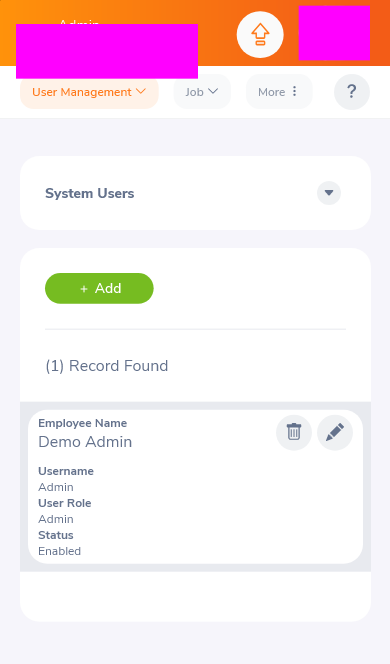 Admin
User Management
Job
More
?
System Users
+ Add
(1) Record Found
Employee Name
Demo Admin
Username
Admin
User Role
Admin
Status
Enabled